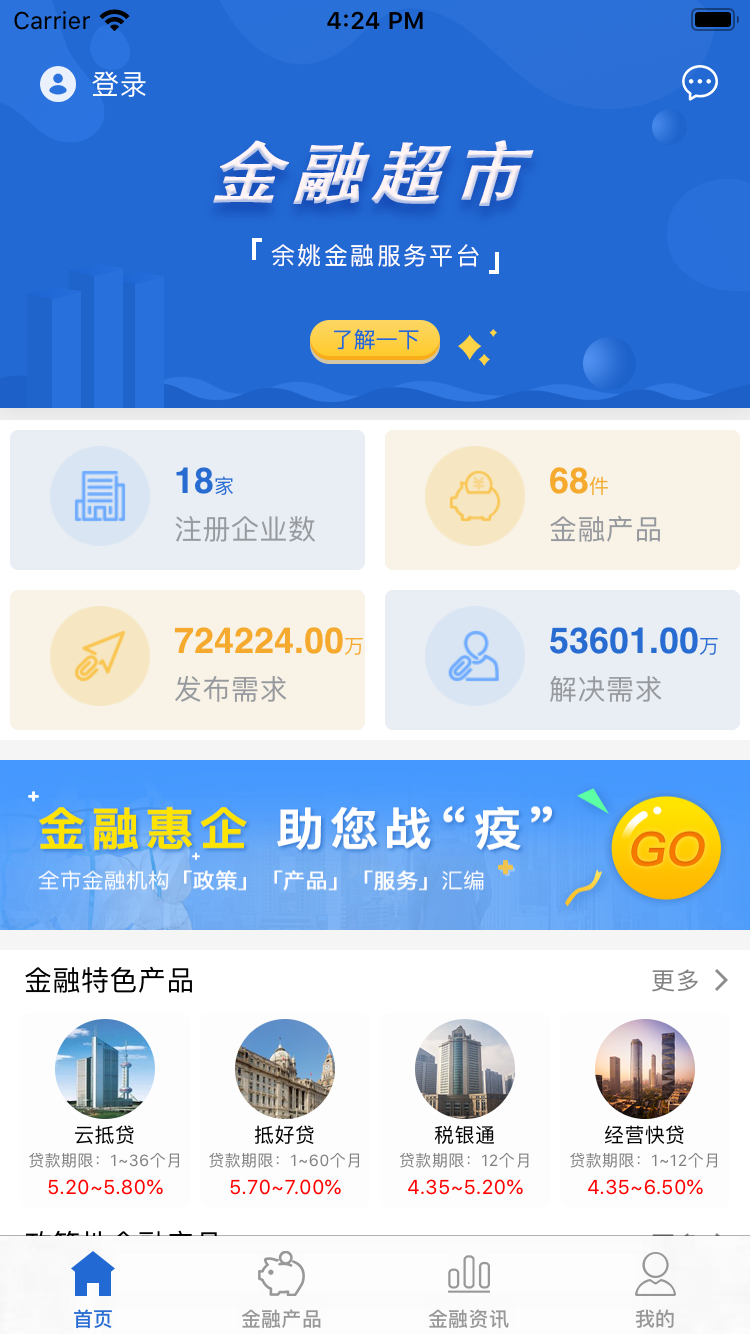 Carrier
4:24 PM
登录
金融超市
「余姚金融服务平台」
了解一下
18家
注册企业数
68件
金融产品
724224.00万
发布需求
53601.00万
解决需求
金融惠企 助您战“疫”
全市金融机构「政策」「产品」「服务」汇编
GO
金融特色产品
更多
云抵贷
贷款期限：1~36个月
5.20~5.80%
抵好贷
贷款期限：1~60个月
5.70~7.00%
税银通
贷款期限：12个月
4.35~5.20%
经营快贷
贷款期限：1~12个月
4.35~6.50%
首页
金融产品
金融资讯
我的